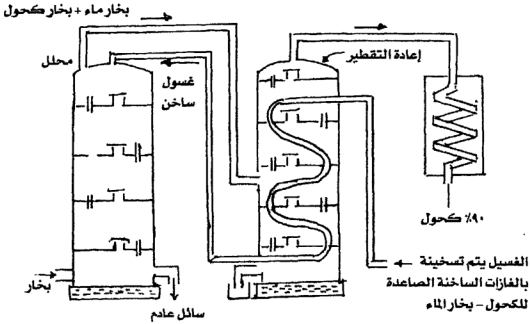 بخار ماء + بخار كحول
محلل
إعادة التقطير
غسول
ساخن
٩٠٪ كحول
بخار
سائل عادم
الغسيل يتم تسخينة
بالغازات الساخنة الصاعدة
للكحول - بخار الماء